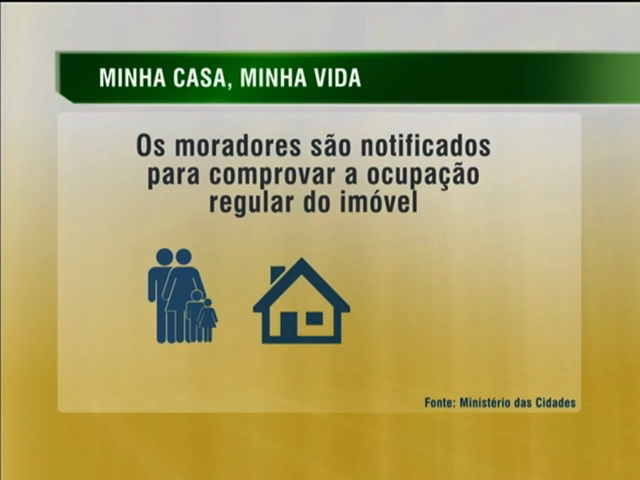 MINHA CASA, MINHA VIDA
Os moradores são notificados
para comprovar a ocupação
regular do imóvel
Fonte: Ministério das Cidades